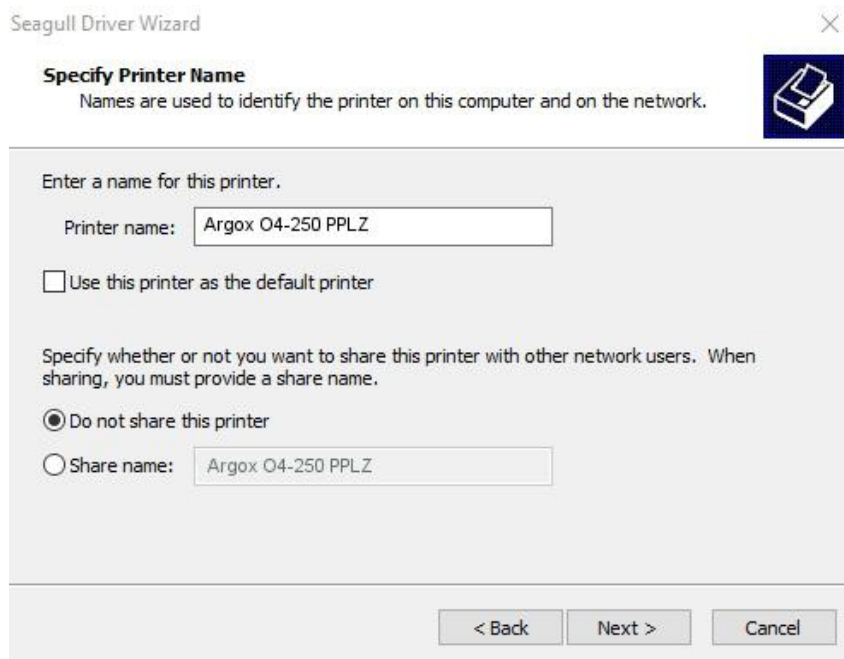 Seagull Driver Wizard
Specify Printer Name
Names are used to identify the printer on this computer and on the network.
Enter a name for this printer.
Printer name: Argox O4-250 PPLZ
Use this printer as the default printer
Specify whether or not you want to share this printer with other network users. When
sharing, you must provide a share name.
Do not share this printer
Share name: Argox O4-250 PPLZ
< Back Next > Cancel